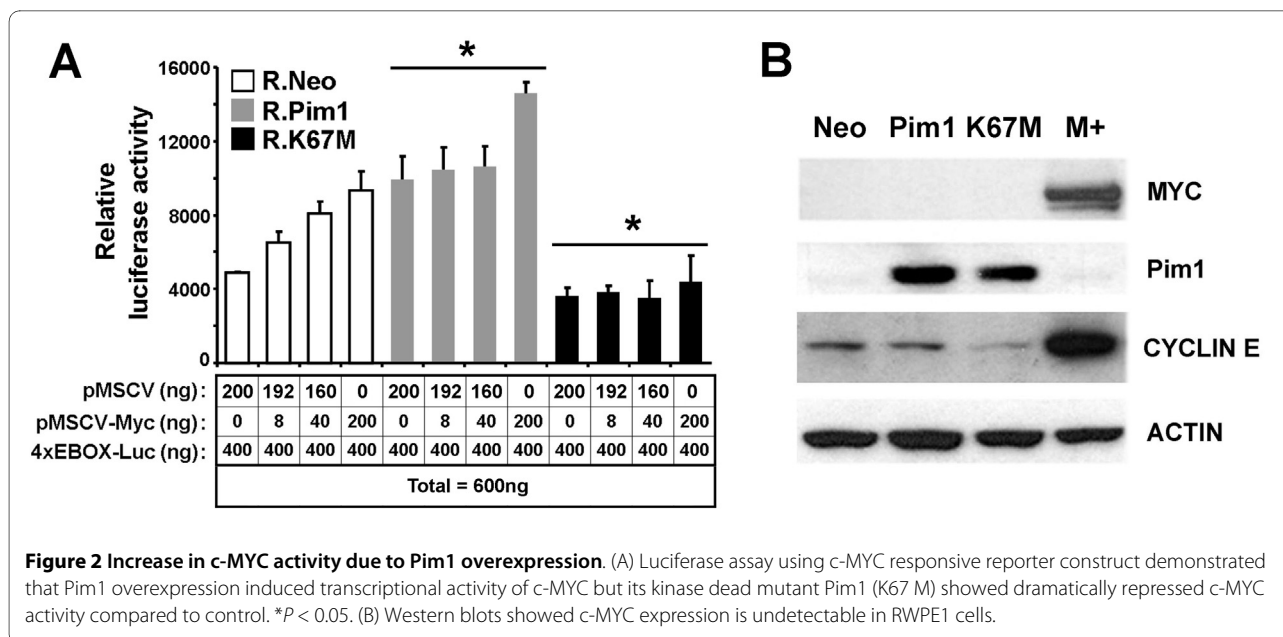 A
Relative
luciferase activity
16000
12000
8000
4000
0
R.Neo
R.Pim1
R.K67M
*
*
pMSCV (ng) : 200 192 160 0 200 192 160 0 200 192 160 0
pMSCV-Myc (ng) : 0 8 40 200 0 8 40 200 0 8 40 200
4xEBOX-Luc (ng) : 400 400 400 400 400 400 400 400 400 400 400 400
Total = 600ng
B
Neo Pim1 K67M M+
MYC
Pim1
CYCLIN E
ACTIN
Figure 2 Increase in c-MYC activity due to Pim1 overexpression. (A) Luciferase assay using c-MYC responsive reporter construct demonstrated
that Pim1 overexpression induced transcriptional activity of c-MYC but its kinase dead mutant Pim1 (K67 M) showed dramatically repressed c-MYC
activity compared to control. *P < 0.05. (B) Western blots showed c-MYC expression is undetectable in RWPE1 cells.